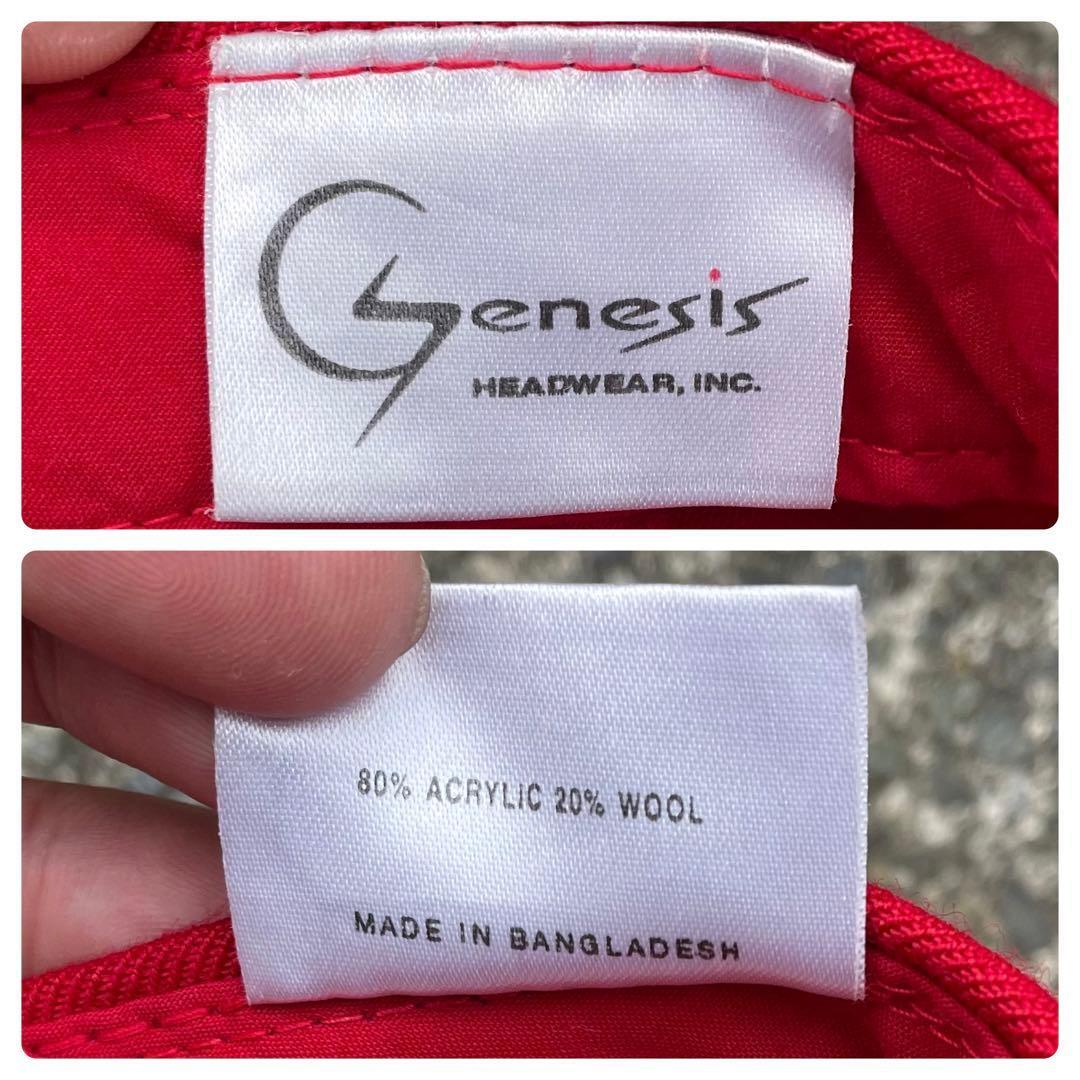 Genesis
HEADWEAR, INC.
80% ACRYLIC 20% WOOL
MADE IN BANGLADESH